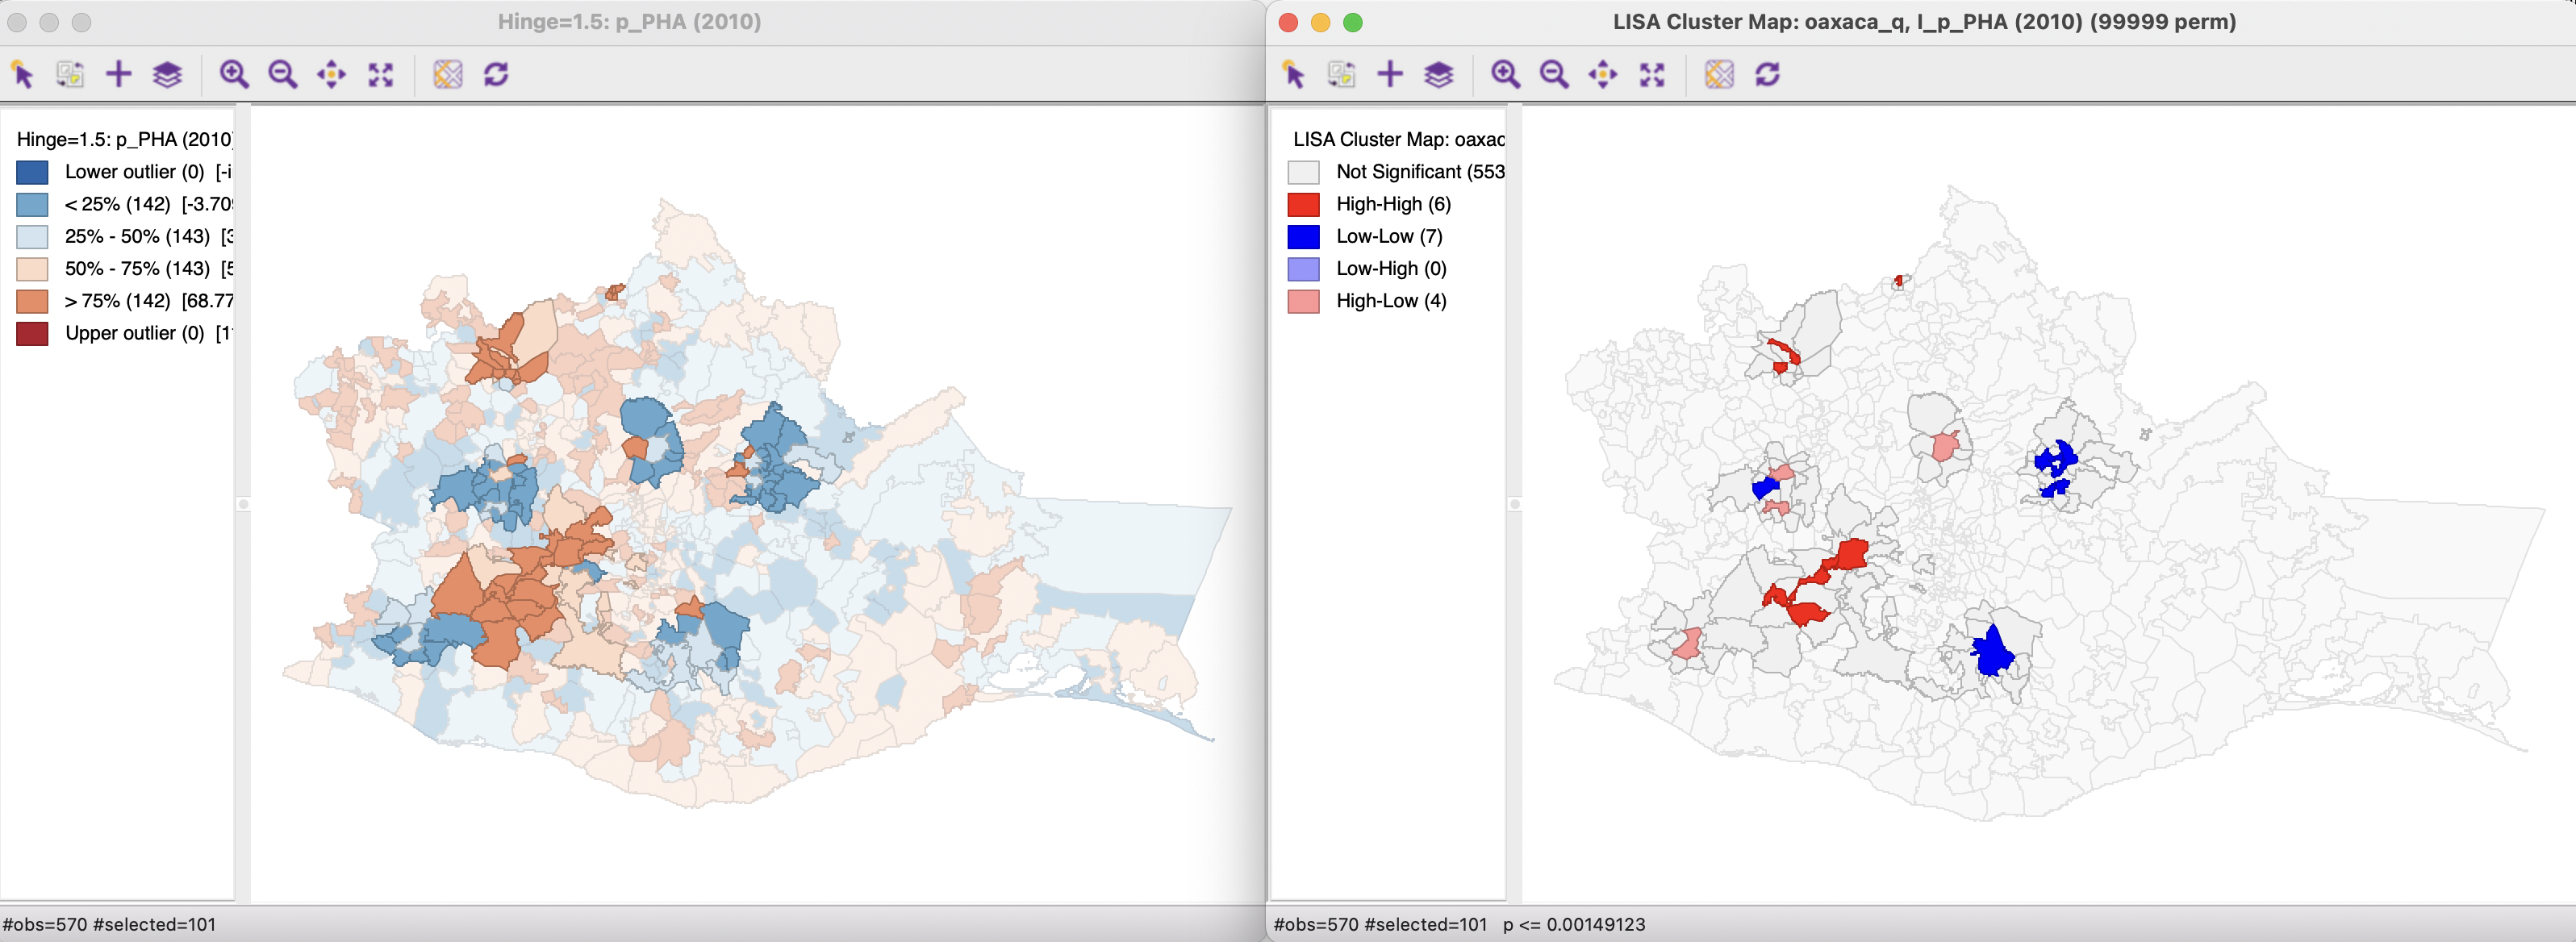 Hinge=1.5: p_PHA (2010)
Hinge=1.5: p_PHA (2010)
Lower outlier (0) [-i
< 25% (142) [-3.709
25% - 50% (143) [3
50% - 75% (143) [5
> 75% (142) [68.77
Upper outlier (0) [1
#obs=570 #selected=101
LISA Cluster Map: oaxaca_q, I_p_PHA (2010) (99999 perm)
LISA Cluster Map: oaxac
Not Significant (553
High-High (6)
Low-Low (7)
Low-High (0)
High-Low (4)
#obs=570 #selected=101 p <= 0.00149123